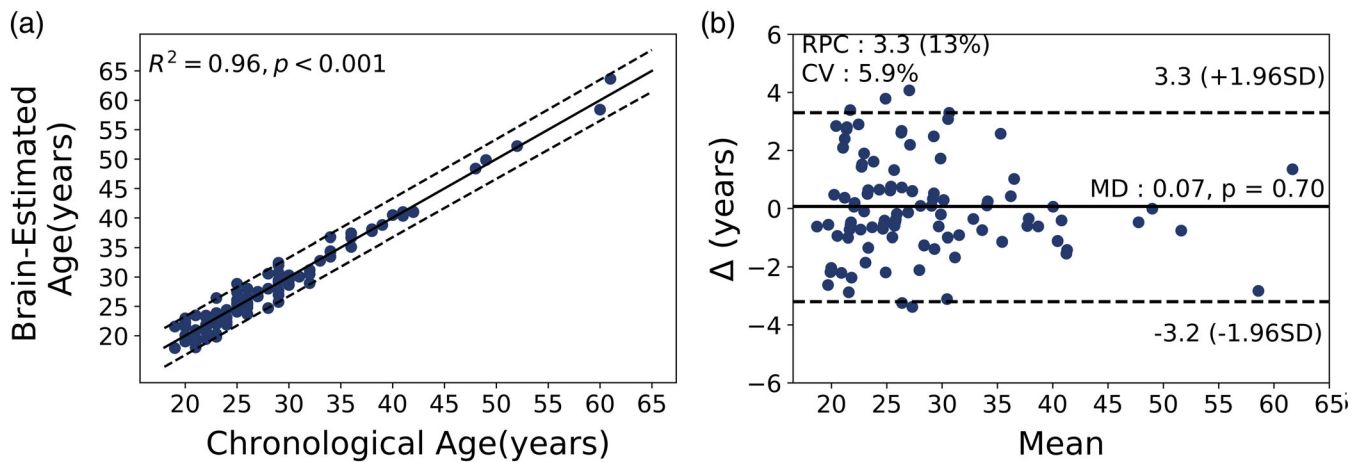 (a)
R² = 0.96, p < 0.001
Brain-Estimated
Age(years)
65
60
55
50
45
40
35
30
25
20
20 25 30 35 40 45 50 55 60 65
Chronological Age(years)
(b)
RPC : 3.3 (13%)
CV : 5.9%
3.3 (+1.96SD)
MD : 0.07, p = 0.70
-3.2 (-1.96SD)
Δ (years)
6
4
2
0
−2
−4
−6
20 25 30 35 40 45 50 55 60 65
Mean